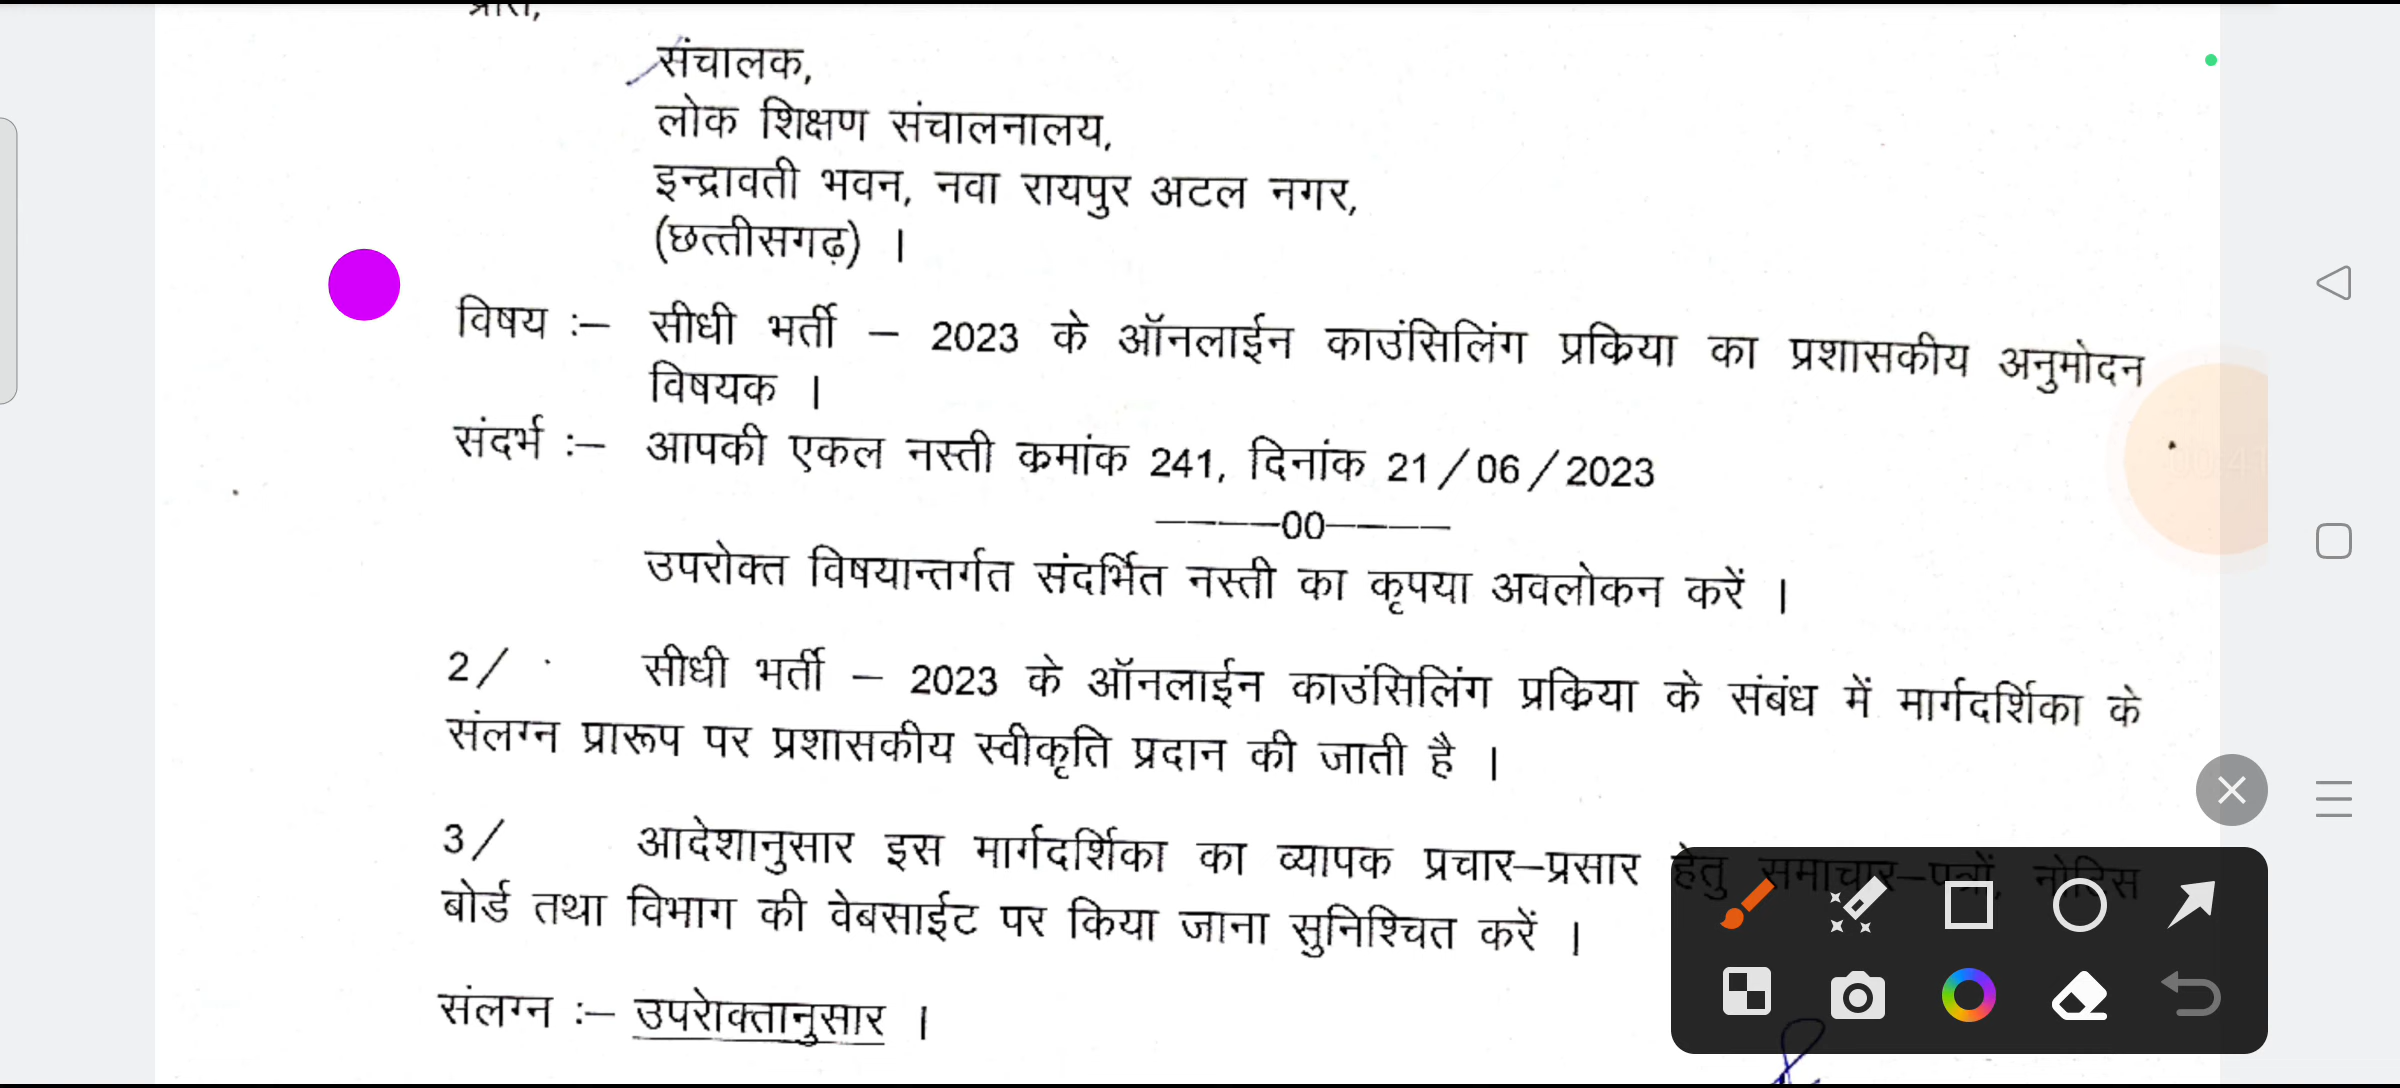 प्रति,
संचालक,
लोक शिक्षण संचालनालय,
इन्द्रावती भवन, नवा रायपुर अटल नगर,
(छत्तीसगढ़) ।
विषय :– सीधी भर्ती – 2023 के ऑनलाईन काउंसिलिंग प्रकिया का प्रशासकीय अनुमोदन
विषयक ।
संदर्भ :– आपकी एकल नस्ती कमांक 241, दिनांक 21/06/2023
––––00––––
उपरोक्त विषयान्तर्गत संदर्भित नस्ती का कृपया अवलोकन करें ।
2/ सीधी भर्ती – 2023 के ऑनलाईन काउंसिलिंग प्रकिया के संबंध में मार्गदर्शिका के
संलग्न प्रारूप पर प्रशासकीय स्वीकृति प्रदान की जाती है ।
3/ आदेशानुसार इस मार्गदर्शिका का व्यापक प्रचार–प्रसार हेतु समाचार–पत्रों, नोटिस
बोर्ड तथा विभाग की वेबसाईट पर किया जाना सुनिश्चित करें ।
संलग्न :– उपरोक्तानुसार ।